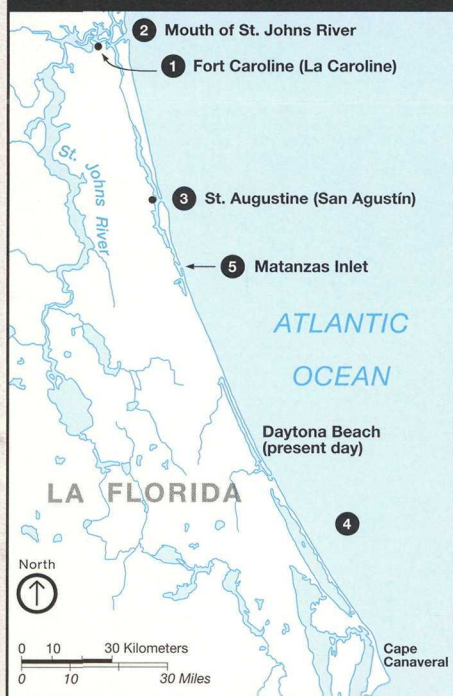 2 Mouth of St. Johns River
1 Fort Caroline (La Caroline)
St. Johns River
3 St. Augustine (San Agustín)
5 Matanzas Inlet
ATLANTIC
OCEAN
Daytona Beach
(present day)
LA FLORIDA
4
North
0 10 30 Kilometers
0 10 30 Miles
Cape
Canaveral